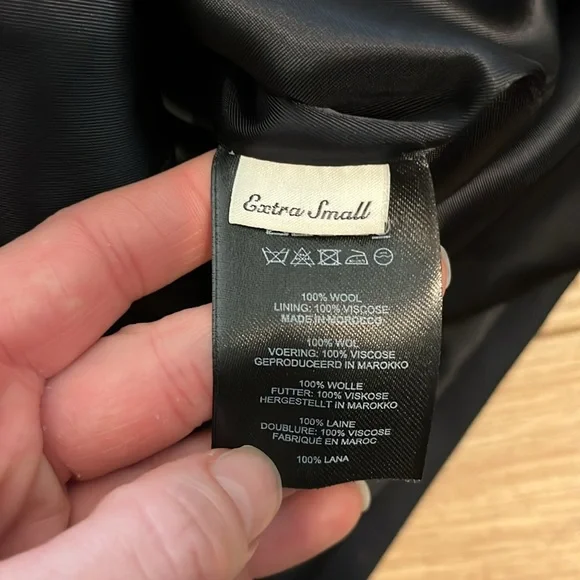 Extra Small
100% WOOL
LINING: 100% VISCOSE
MADE IN MOROCCO
100% WOL
VOERING: 100% VISCOSE
GEPRODUCEERD IN MAROKKO
100% WOLLE
FUTTER: 100% VISKOSE
HERGESTELLT IN MAROKKO
100% LAINE
DOUBLURE: 100% VISCOSE
FABRIQUÉ EN MAROC
100% LANA